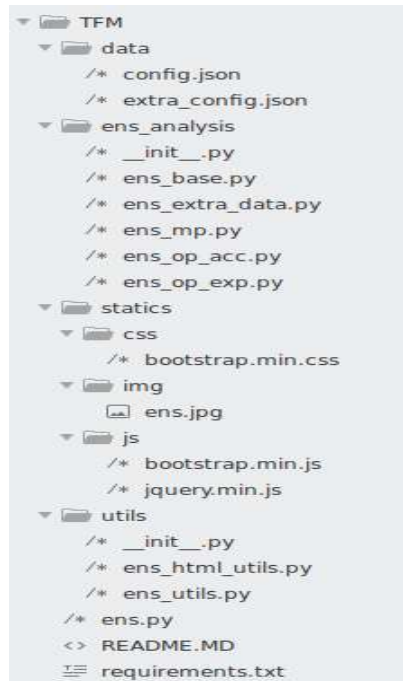 TFM
data
/* config.json
/* extra_config.json
ens_analysis
/* __init__.py
/* ens_base.py
/* ens_extra_data.py
/* ens_mp.py
/* ens_op_acc.py
/* ens_op_exp.py
statics
css
/* bootstrap.min.css
img
ens.jpg
js
/* bootstrap.min.js
/* jquery.min.js
utils
/* __init__.py
/* ens_html_utils.py
/* ens_utils.py
/* ens.py
<> README.MD
requirements.txt